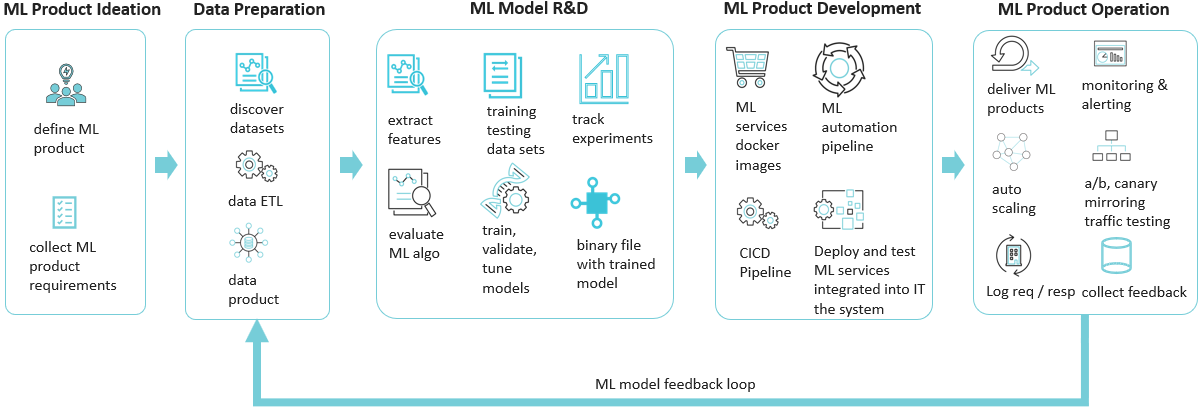 ML Product Ideation
Data Preparation
ML Model R&D
ML Product Development
ML Product Operation
define ML
product
collect ML
product
requirements
discover
datasets
data ETL
data
product
extract
features
training
testing
data sets
track
experiments
evaluate
ML algo
train,
validate,
tune
models
binary file
with trained
model
ML
services
docker
images
ML
automation
pipeline
CICD
Pipeline
Deploy and test
ML services
integrated into IT
the system
deliver ML
products
monitoring &
alerting
auto
scaling
a/b, canary
mirroring
traffic testing
Log req / resp
collect feedback
ML model feedback loop